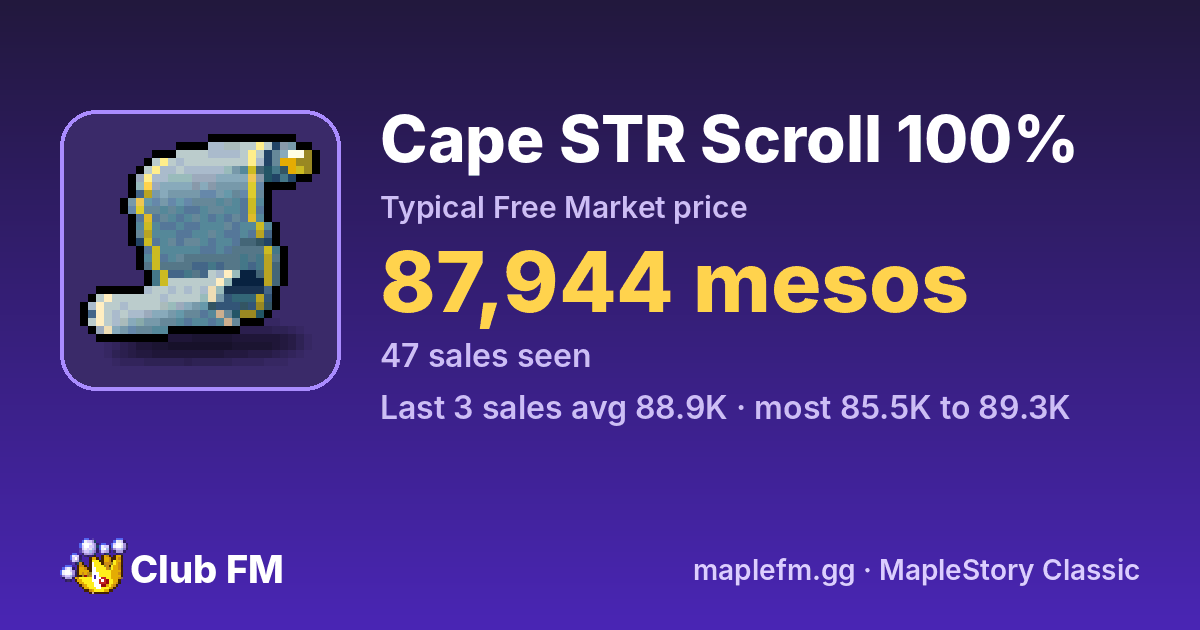 Cape STR Scroll 100%
Typical Free Market price
87,944 mesos
47 sales seen
Last 3 sales avg 88.9K · most 85.5K to 89.3K
Club FM
maplefm.gg · MapleStory Classic